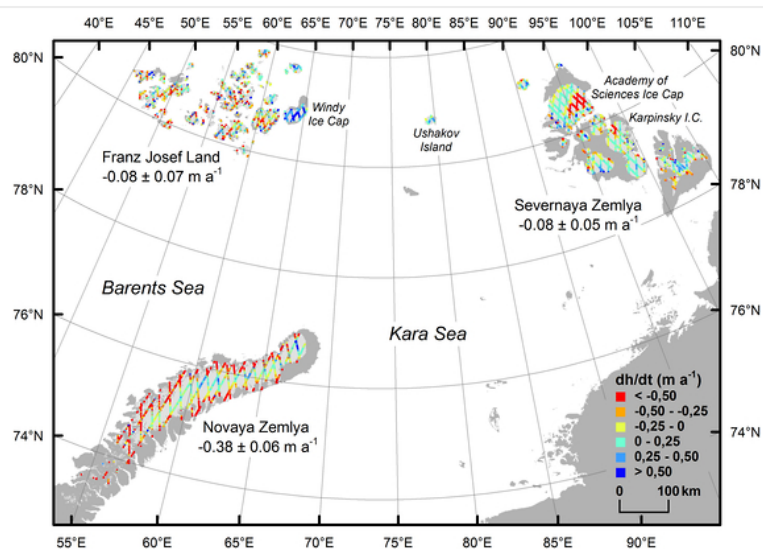 40°E 45°E 50°E 55°E 60°E 65°E 70°E 75°E 80°E 85°E 90°E 95°E 100°E 105°E 110°E
80°N
80°N
Academy of
Sciences Ice Cap
Windy
Ice Cap
Karpinsky I.C.
Ushakov
Island
Franz Josef Land
-0.08 ± 0.07 m a⁻¹
78°N
78°N
Severnaya Zemlya
-0.08 ± 0.05 m a⁻¹
Barents Sea
76°N
76°N
Kara Sea
dh/dt (m a⁻¹)
< -0,50
-0,50 - -0,25
-0,25 - 0
0 - 0,25
0,25 - 0,50
> 0,50
Novaya Zemlya
-0.38 ± 0.06 m a⁻¹
74°N
74°N
0 100 km
55°E 60°E 65°E 70°E 75°E 80°E 85°E 90°E